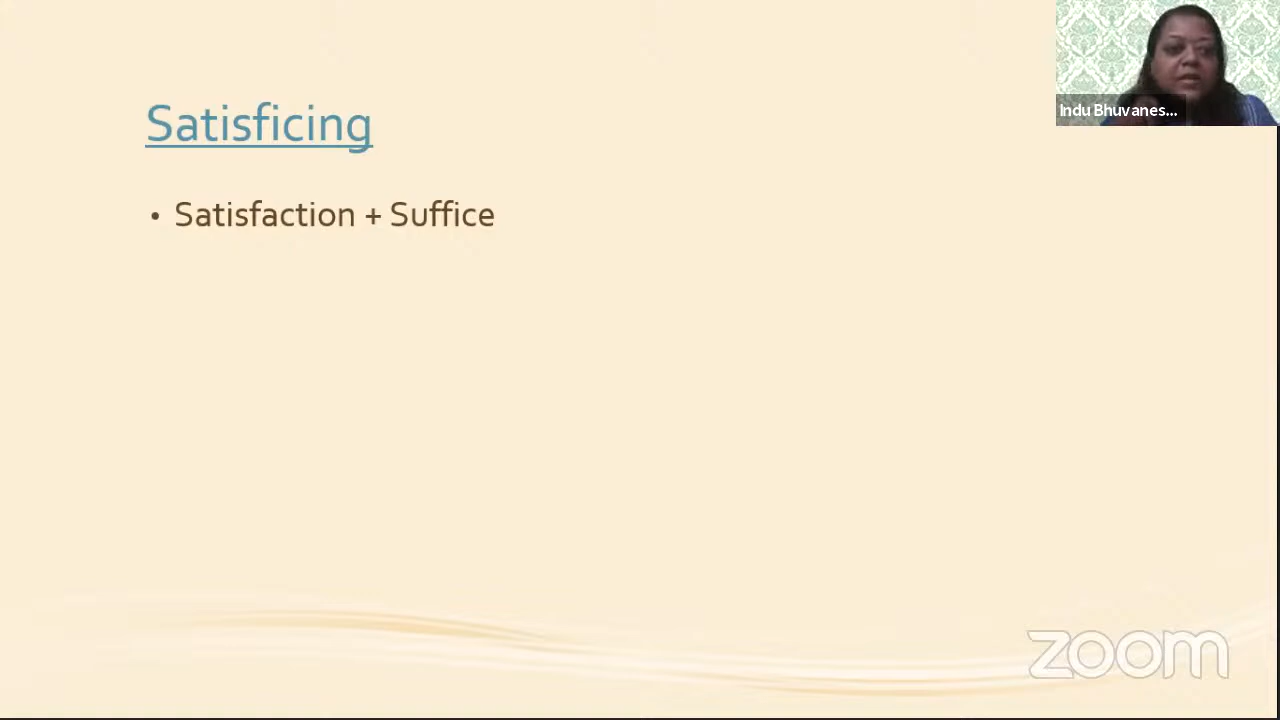 Indu Bhuvanes...
Satisficing
• Satisfaction + Suffice
zoom